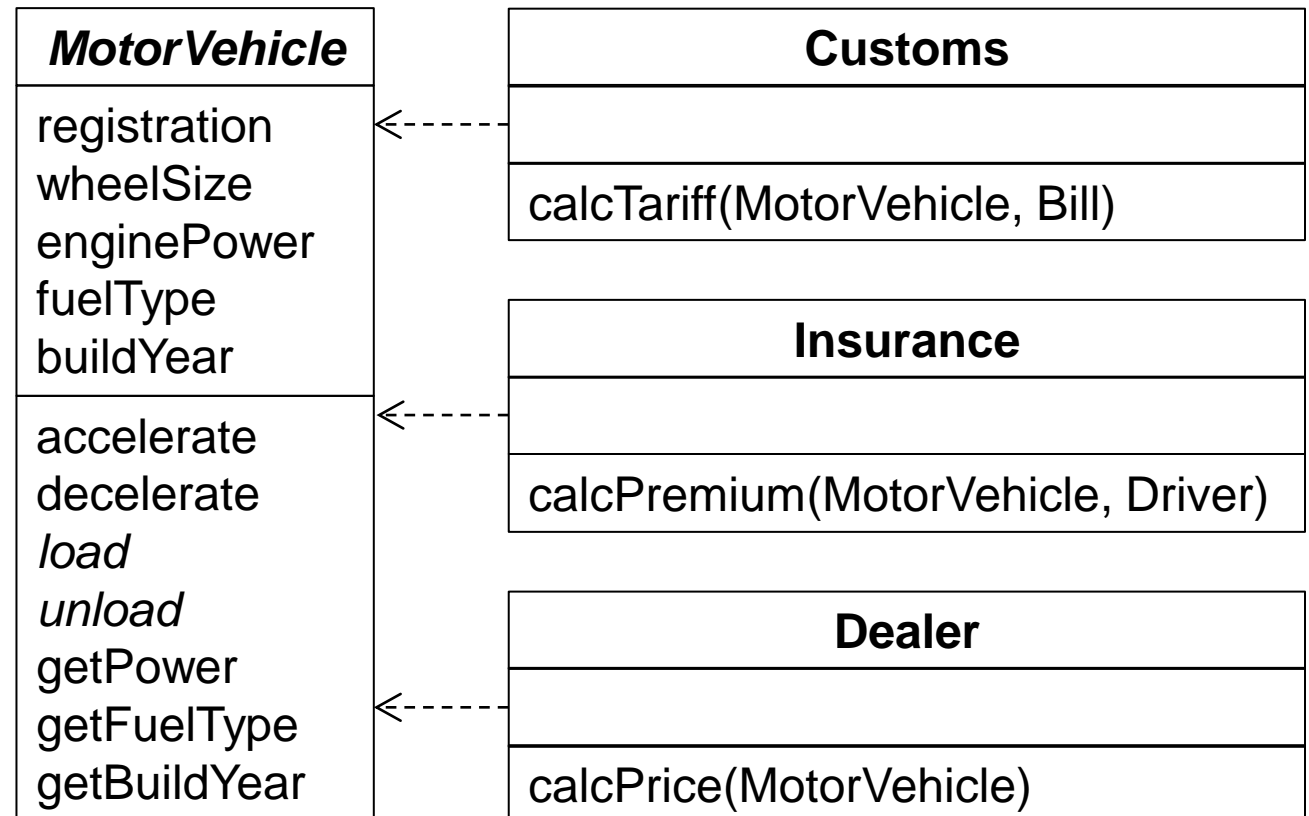 MotorVehicle
registration
wheelSize
enginePower
fuelType
buildYear
accelerate
decelerate
load
unload
getPower
getFuelType
getBuildYear
Customs
calcTariff(MotorVehicle, Bill)
Insurance
calcPremium(MotorVehicle, Driver)
Dealer
calcPrice(MotorVehicle)